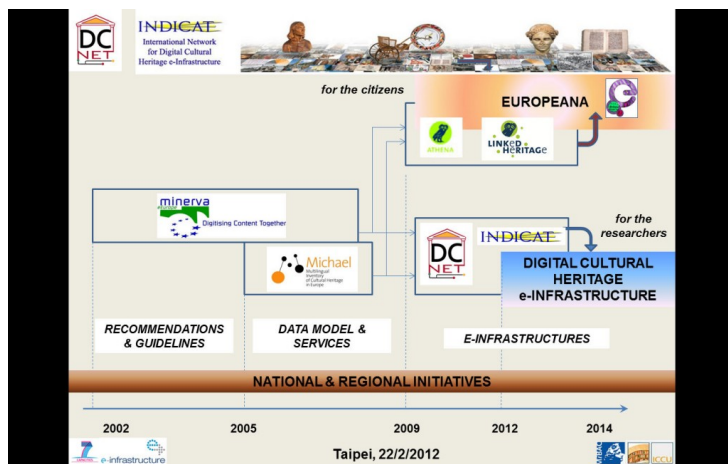 DC
NET
INDICAT
International Network
for Digital Cultural
Heritage e-Infrastructure
for the citizens
EUROPEANA
ATHENA
LINKED
HERITAGE
minerva
europe
Digitising Content Together
for the
researchers
DC
NET
INDICAT
Michael
Multilingual
Inventory
of Cultural Heritage
in Europe
DIGITAL CULTURAL
HERITAGE
e-INFRASTRUCTURE
RECOMMENDATIONS
& GUIDELINES
DATA MODEL &
SERVICES
E-INFRASTRUCTURES
NATIONAL & REGIONAL INITIATIVES
2002 2005 2009 2012 2014
e-infrastructure
Taipei, 22/2/2012
ICCU